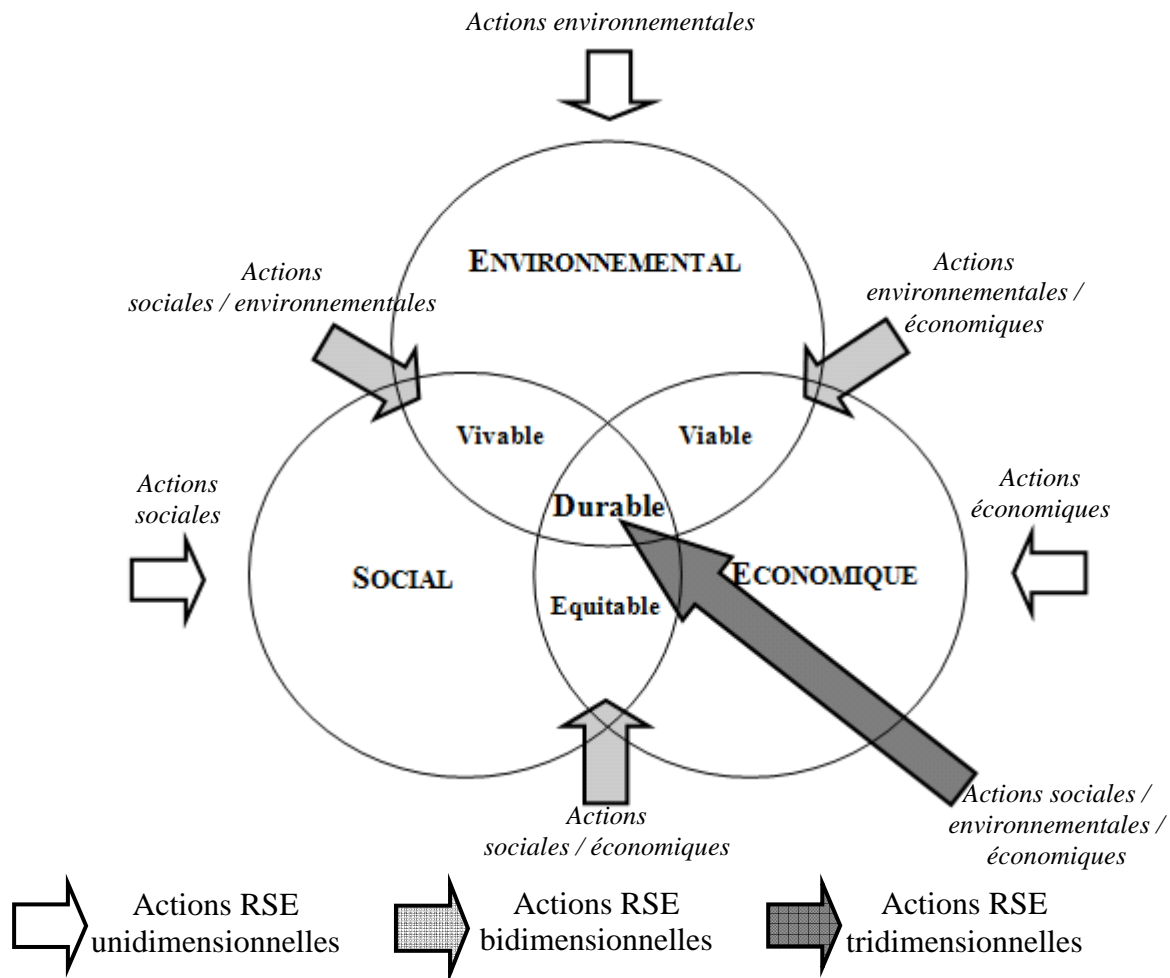 Actions environnementales
ENVIRONNEMENTAL
Actions
sociales / environnementales
Actions
environnementales /
économiques
Vivable
Viable
Durable
Actions
sociales
Actions
économiques
SOCIAL
ECONOMIQUE
Equitable
Actions
sociales / économiques
Actions sociales /
environnementales /
économiques
Actions RSE
unidimensionnelles
Actions RSE
bidimensionnelles
Actions RSE
tridimensionnelles